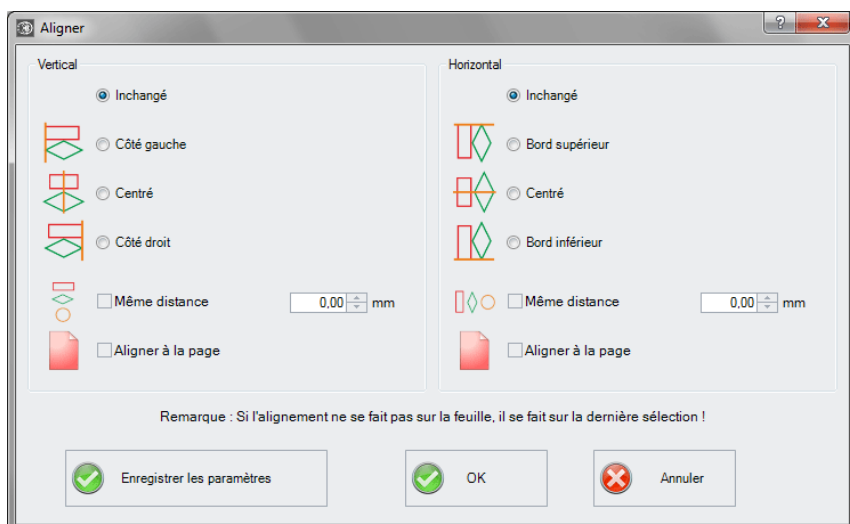 Aligner
?
Vertical
Inchangé
Côté gauche
Centré
Côté droit
Même distance 0,00 mm
Aligner à la page
Horizontal
Inchangé
Bord supérieur
Centré
Bord inférieur
Même distance 0,00 mm
Aligner à la page
Remarque : Si l'alignement ne se fait pas sur la feuille, il se fait sur la dernière sélection !
Enregistrer les paramètres
OK
Annuler